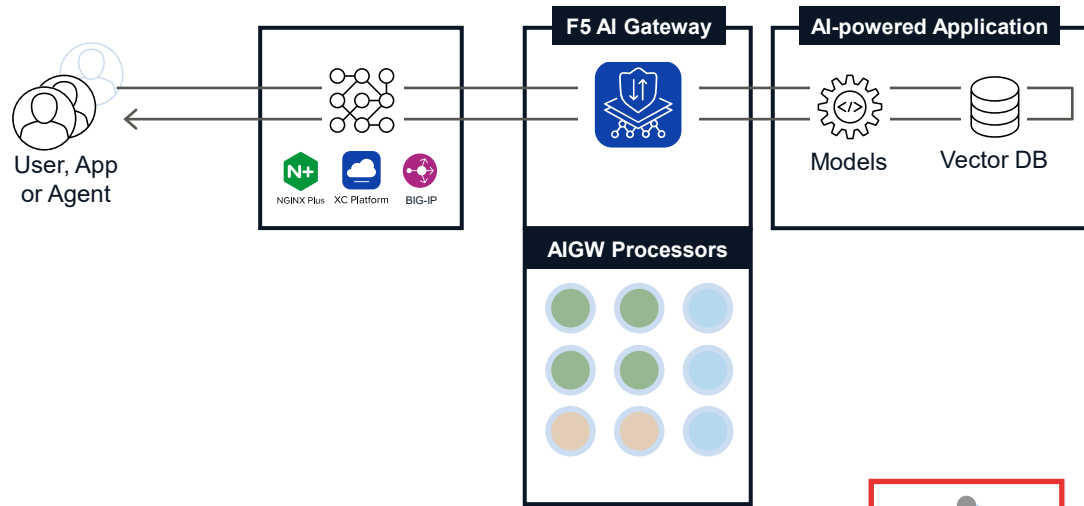 F5 AI Gateway
AI-powered Application
User, App
or Agent
N+
NGINX Plus
XC Platform
BIG-IP
</>
Models
Vector DB
AIGW Processors